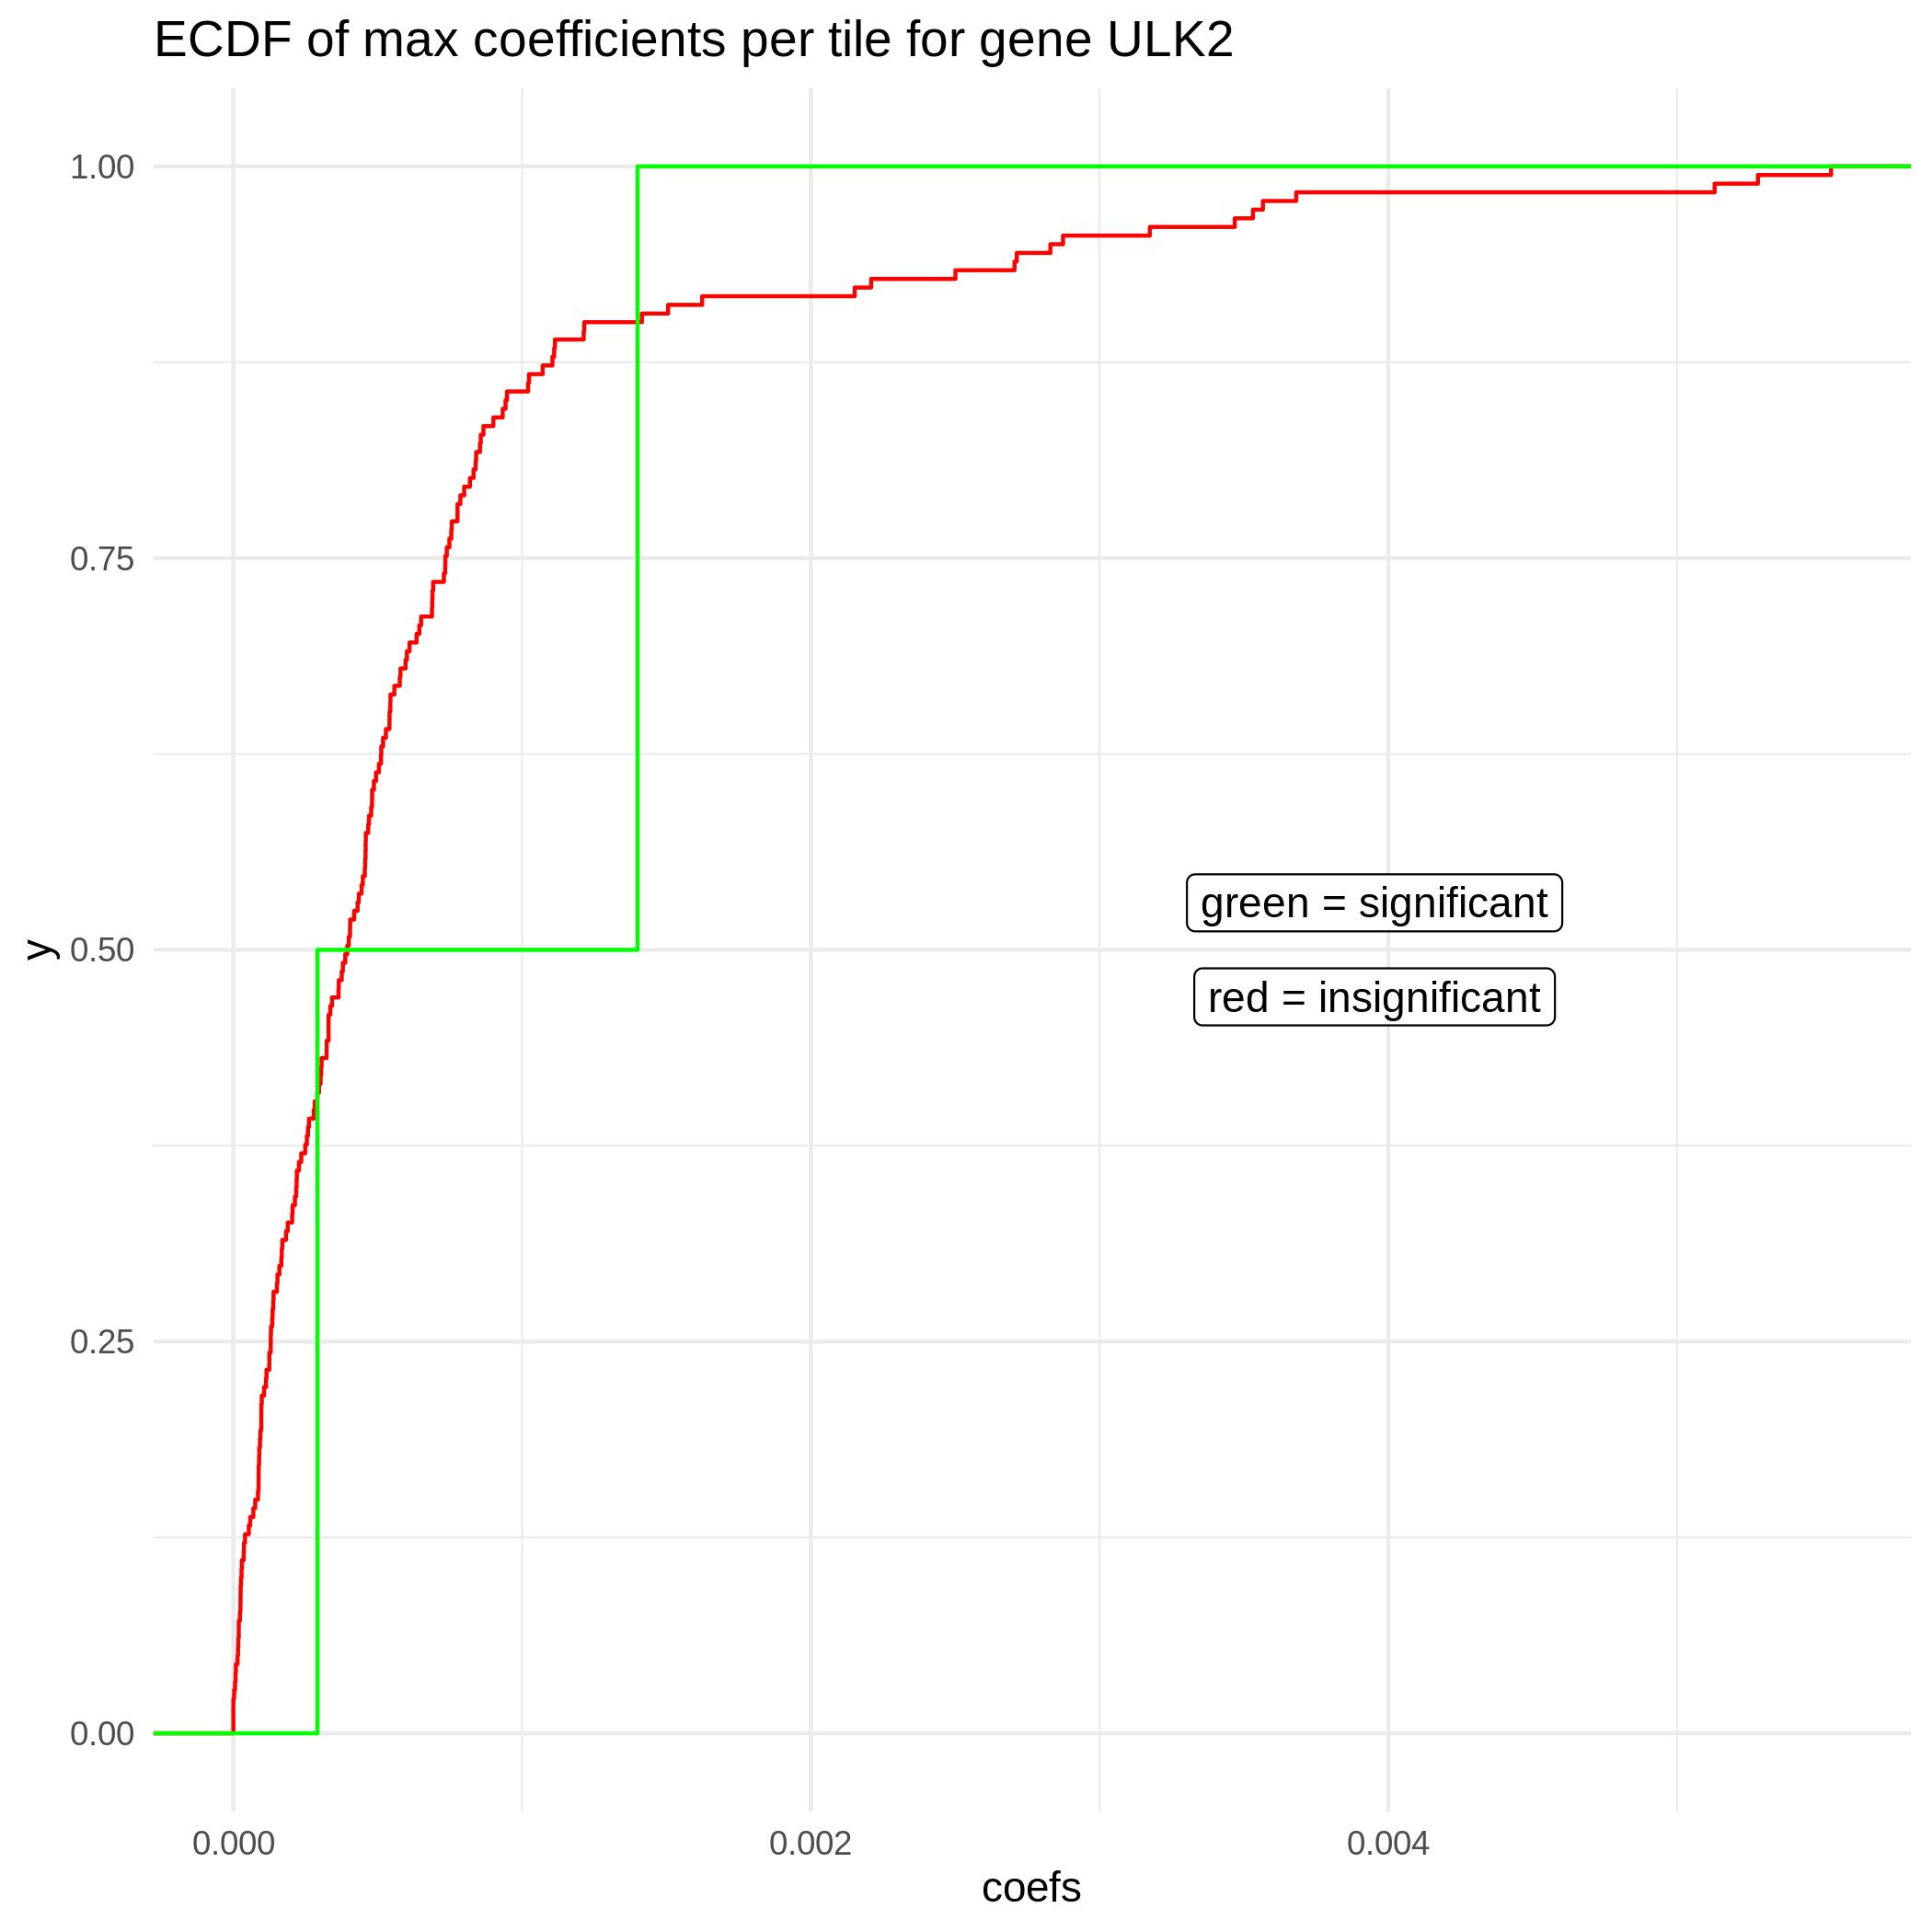 ECDF of max coefficients per tile for gene ULK2
1.00
0.75
0.50
0.25
0.00
y
green = significant
red = insignificant
0.000
0.002
0.004
coefs